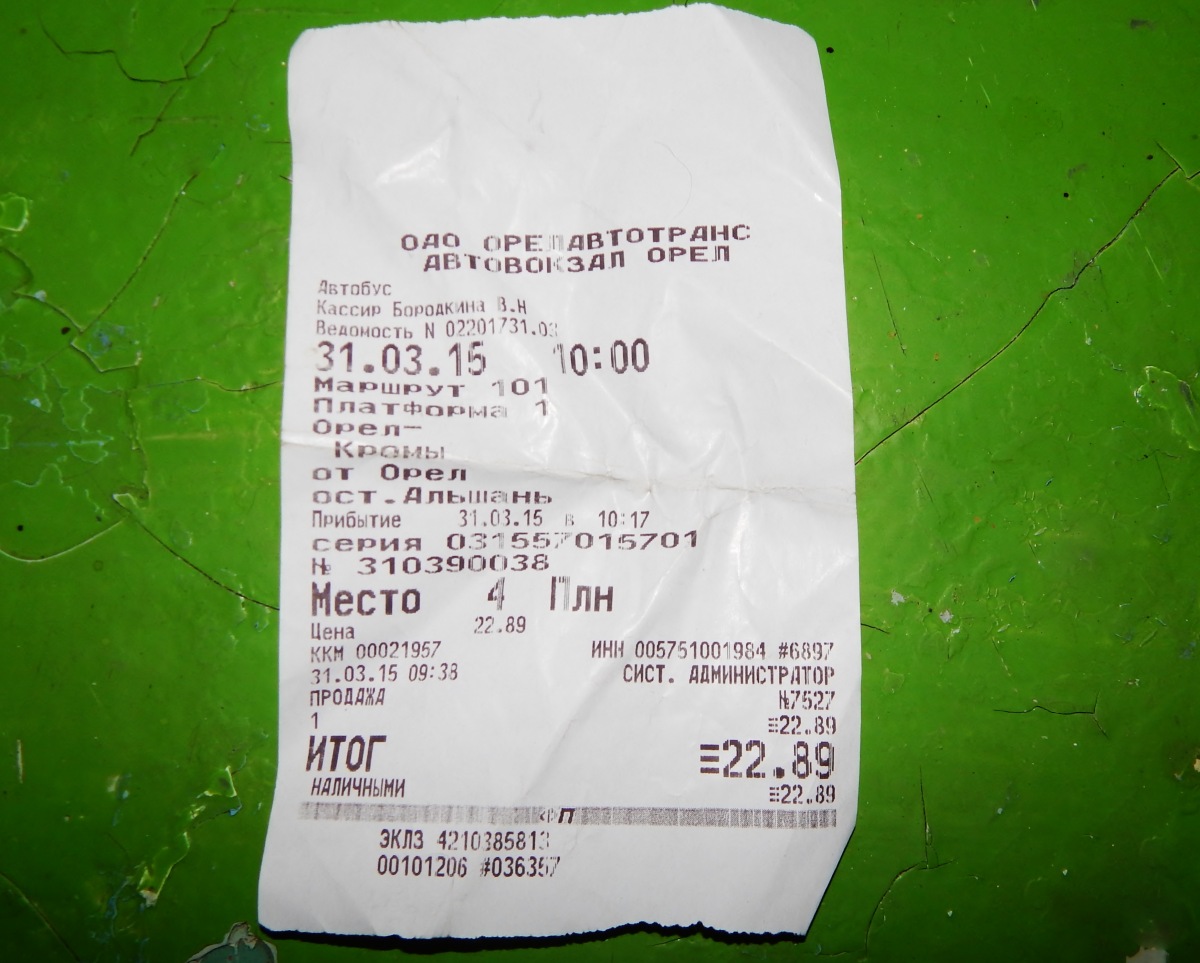 ОАО ОРЕЛАВТОТРАНС
АВТОВОКЗАЛ ОРЕЛ
Автобус
Кассир Бородкина В.Н
Ведомость N 02201731.03
31.03.15 10:00
Маршрут 101
Платформа 1
Орел-
Кромы
от Орел
ост.Альшань
Прибытие 31.03.15 в 10:17
серия 031557015701
№ 310390038
Место 4 Плн
Цена 22.89
ККМ 00021957 ИНН 005751001984 #6897
31.03.15 09:38 СИСТ. АДМИНИСТРАТОР
ПРОДАЖА №7527
1 ≡22.89
ИТОГ ≡22.89
НАЛИЧНЫМИ ≡22.89
ФП
ЭКЛЗ 4210385813
00101206 #036357